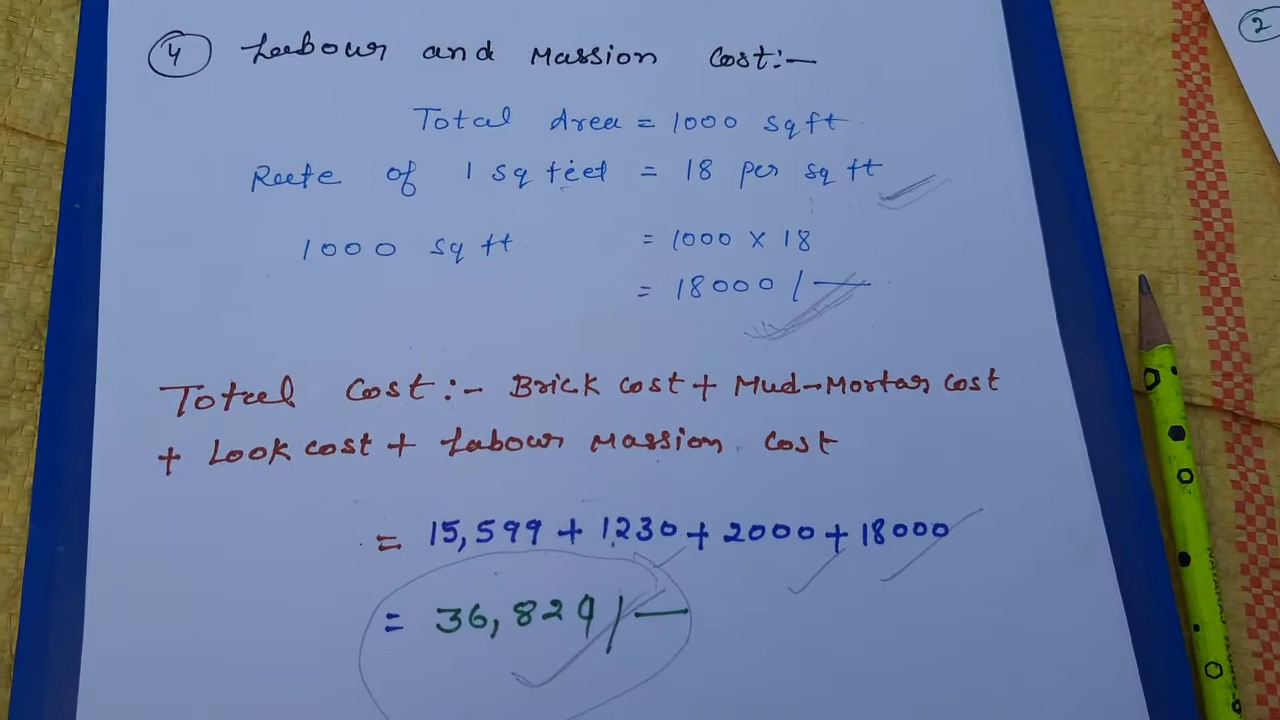 4 Labour and Massion Cost:-
Total Area = 1000 sqft
Rate of 1 sq feet = 18 per sq ft
1000 sq ft = 1000 x 18
= 18000/-
Total Cost:- Brick cost + Mud-Mortar cost
+ Look cost + Labour Massion cost
= 15,599 + 1230 + 2000 + 18000
= 36,829/-
2